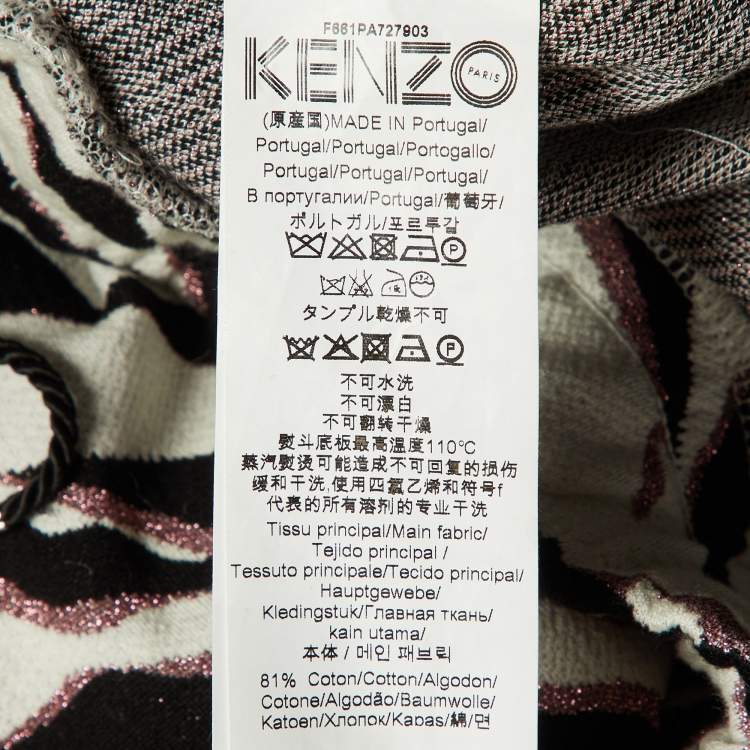 F661PA727903
KENZO PARIS
(原産国)MADE IN Portugal/
Portugal/Portugal/Portogallo/
Portugal/Portugal/Portugal/
В португалии/Portugal/葡萄牙/
ポルトガル/포르투갈
タンブル乾燥不可
不可水洗
不可漂白
不可翻转干燥
熨斗底板最高温度110°C
蒸汽熨烫可能造成不可回复的损伤
缓和干洗,使用四氯乙烯和符号f
代表的所有溶剂的专业干洗
Tissu principal/Main fabric/
Tejido principal /
Tessuto principale/Tecido principal/
Hauptgewebe/
Kledingstuk/Главная ткань/
kain utama/
本体 / 메인 패브릭
81% Coton/Cotton/Algodon/
Cotone/Algodão/Baumwolle/
Katoen/Хлопок/Kapas/綿/면